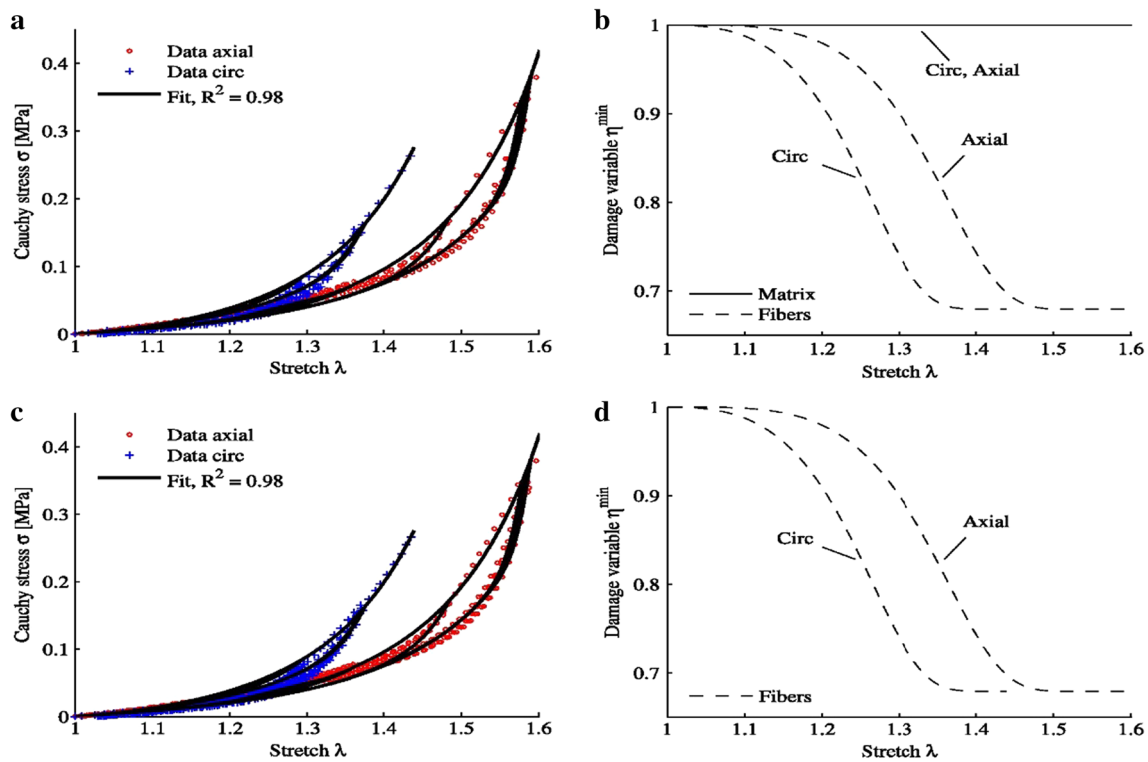 a
Cauchy stress σ [MPa]
0.4
0.3
0.2
0.1
0
Data axial
Data circ
Fit, R² = 0.98
1 1.1 1.2 1.3 1.4 1.5 1.6
Stretch λ
b
Damage variable η^min
1
0.9
0.8
0.7
Circ, Axial
Circ
Axial
Matrix
Fibers
1 1.1 1.2 1.3 1.4 1.5 1.6
Stretch λ
c
Cauchy stress σ [MPa]
0.4
0.3
0.2
0.1
0
Data axial
Data circ
Fit, R² = 0.98
1 1.1 1.2 1.3 1.4 1.5 1.6
Stretch λ
d
Damage variable η^min
1
0.9
0.8
0.7
Circ
Axial
Fibers
1 1.1 1.2 1.3 1.4 1.5 1.6
Stretch λ